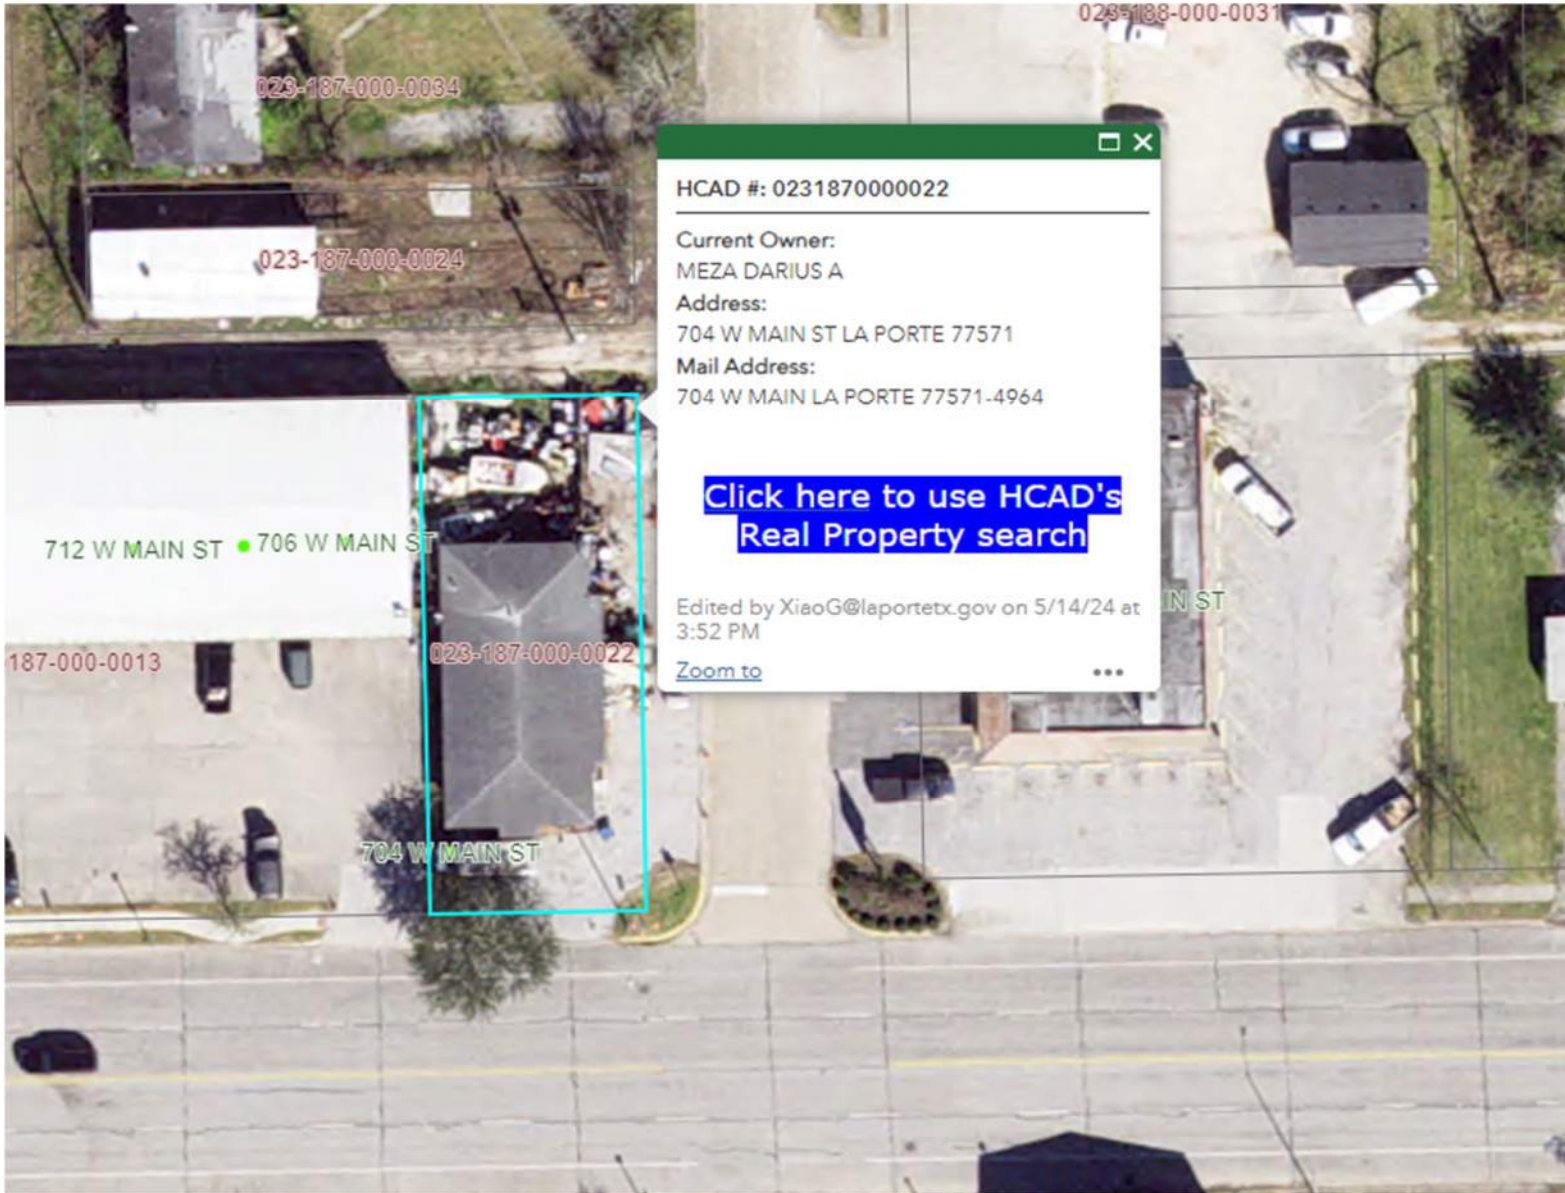 023-188-000-0031
023-187-000-0034
HCAD #: 0231870000022
Current Owner:
MEZA DARIUS A
023-187-000-0024
Address:
704 W MAIN ST LA PORTE 77571
Mail Address:
704 W MAIN LA PORTE 77571-4964
Click here to use HCAD's
Real Property search
712 W MAIN ST
706 W MAIN ST
Edited by XiaoG@laportetx.gov on 5/14/24 at
3:52 PM
IN ST
187-000-0013
023-187-000-0022
Zoom to
704 W MAIN ST